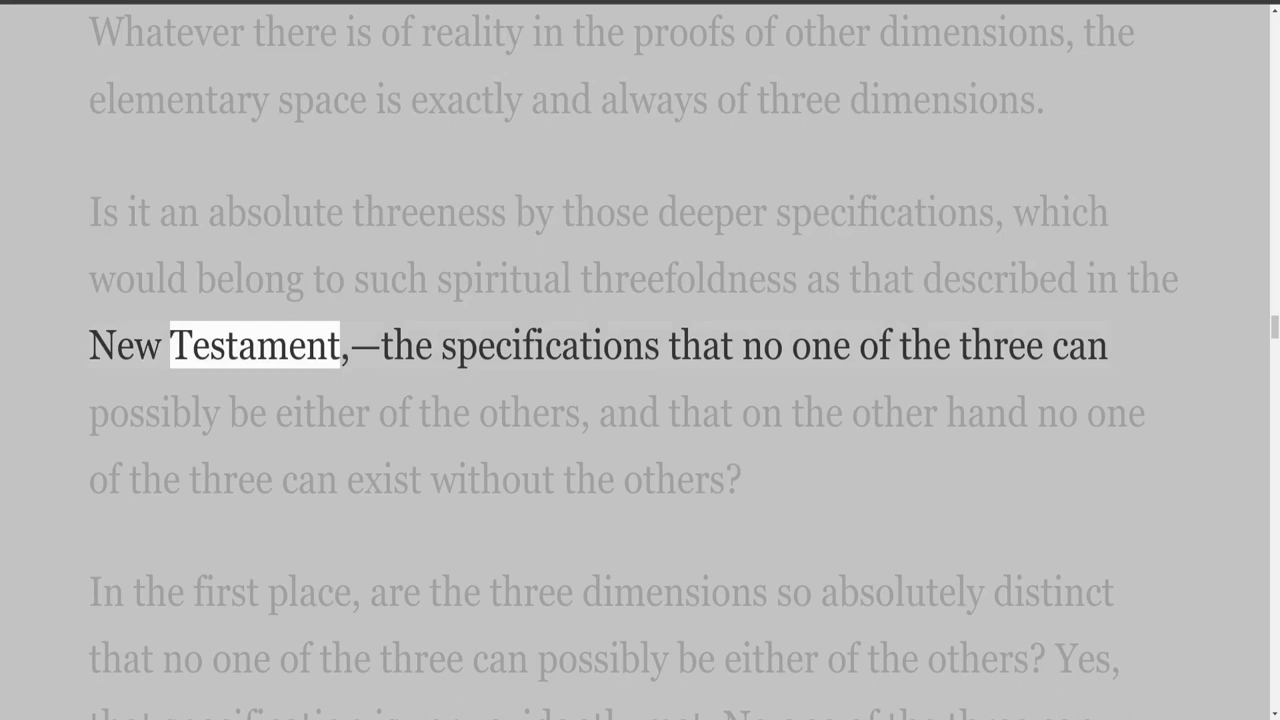 Whatever there is of reality in the proofs of other dimensions, the
elementary space is exactly and always of three dimensions.
Is it an absolute threeness by those deeper specifications, which
would belong to such spiritual threefoldness as that described in the
New Testament,—the specifications that no one of the three can
possibly be either of the others, and that on the other hand no one
of the three can exist without the others?
In the first place, are the three dimensions so absolutely distinct
that no one of the three can possibly be either of the others? Yes,